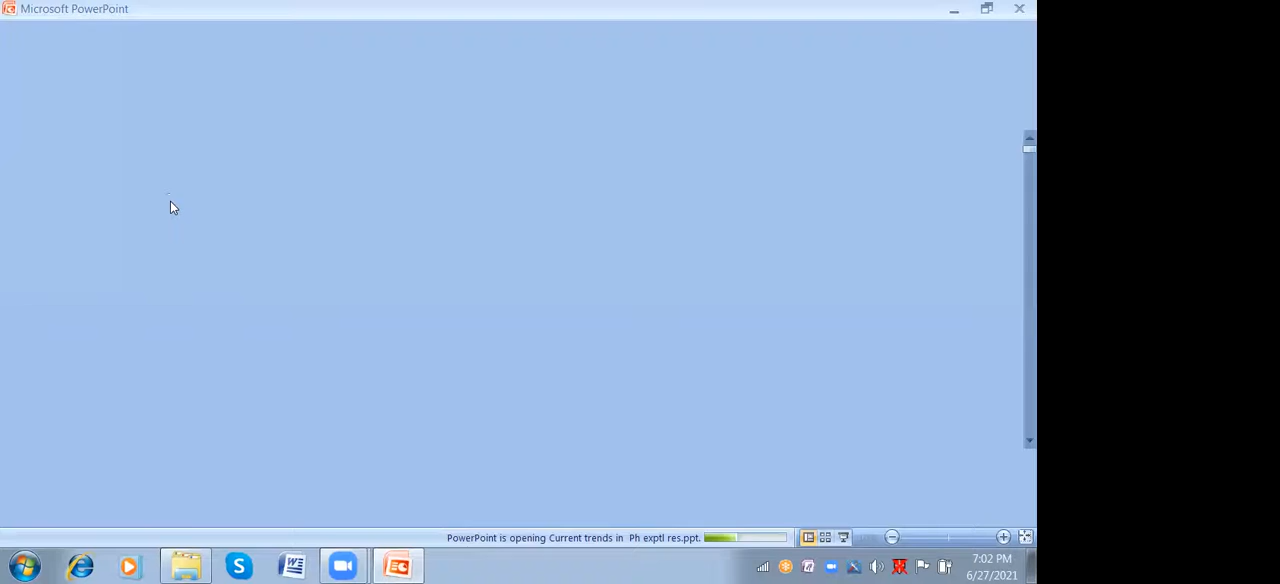 Microsoft PowerPoint
PowerPoint is opening Current trends in  Ph exptl res.ppt.
7:02 PM
6/27/2021